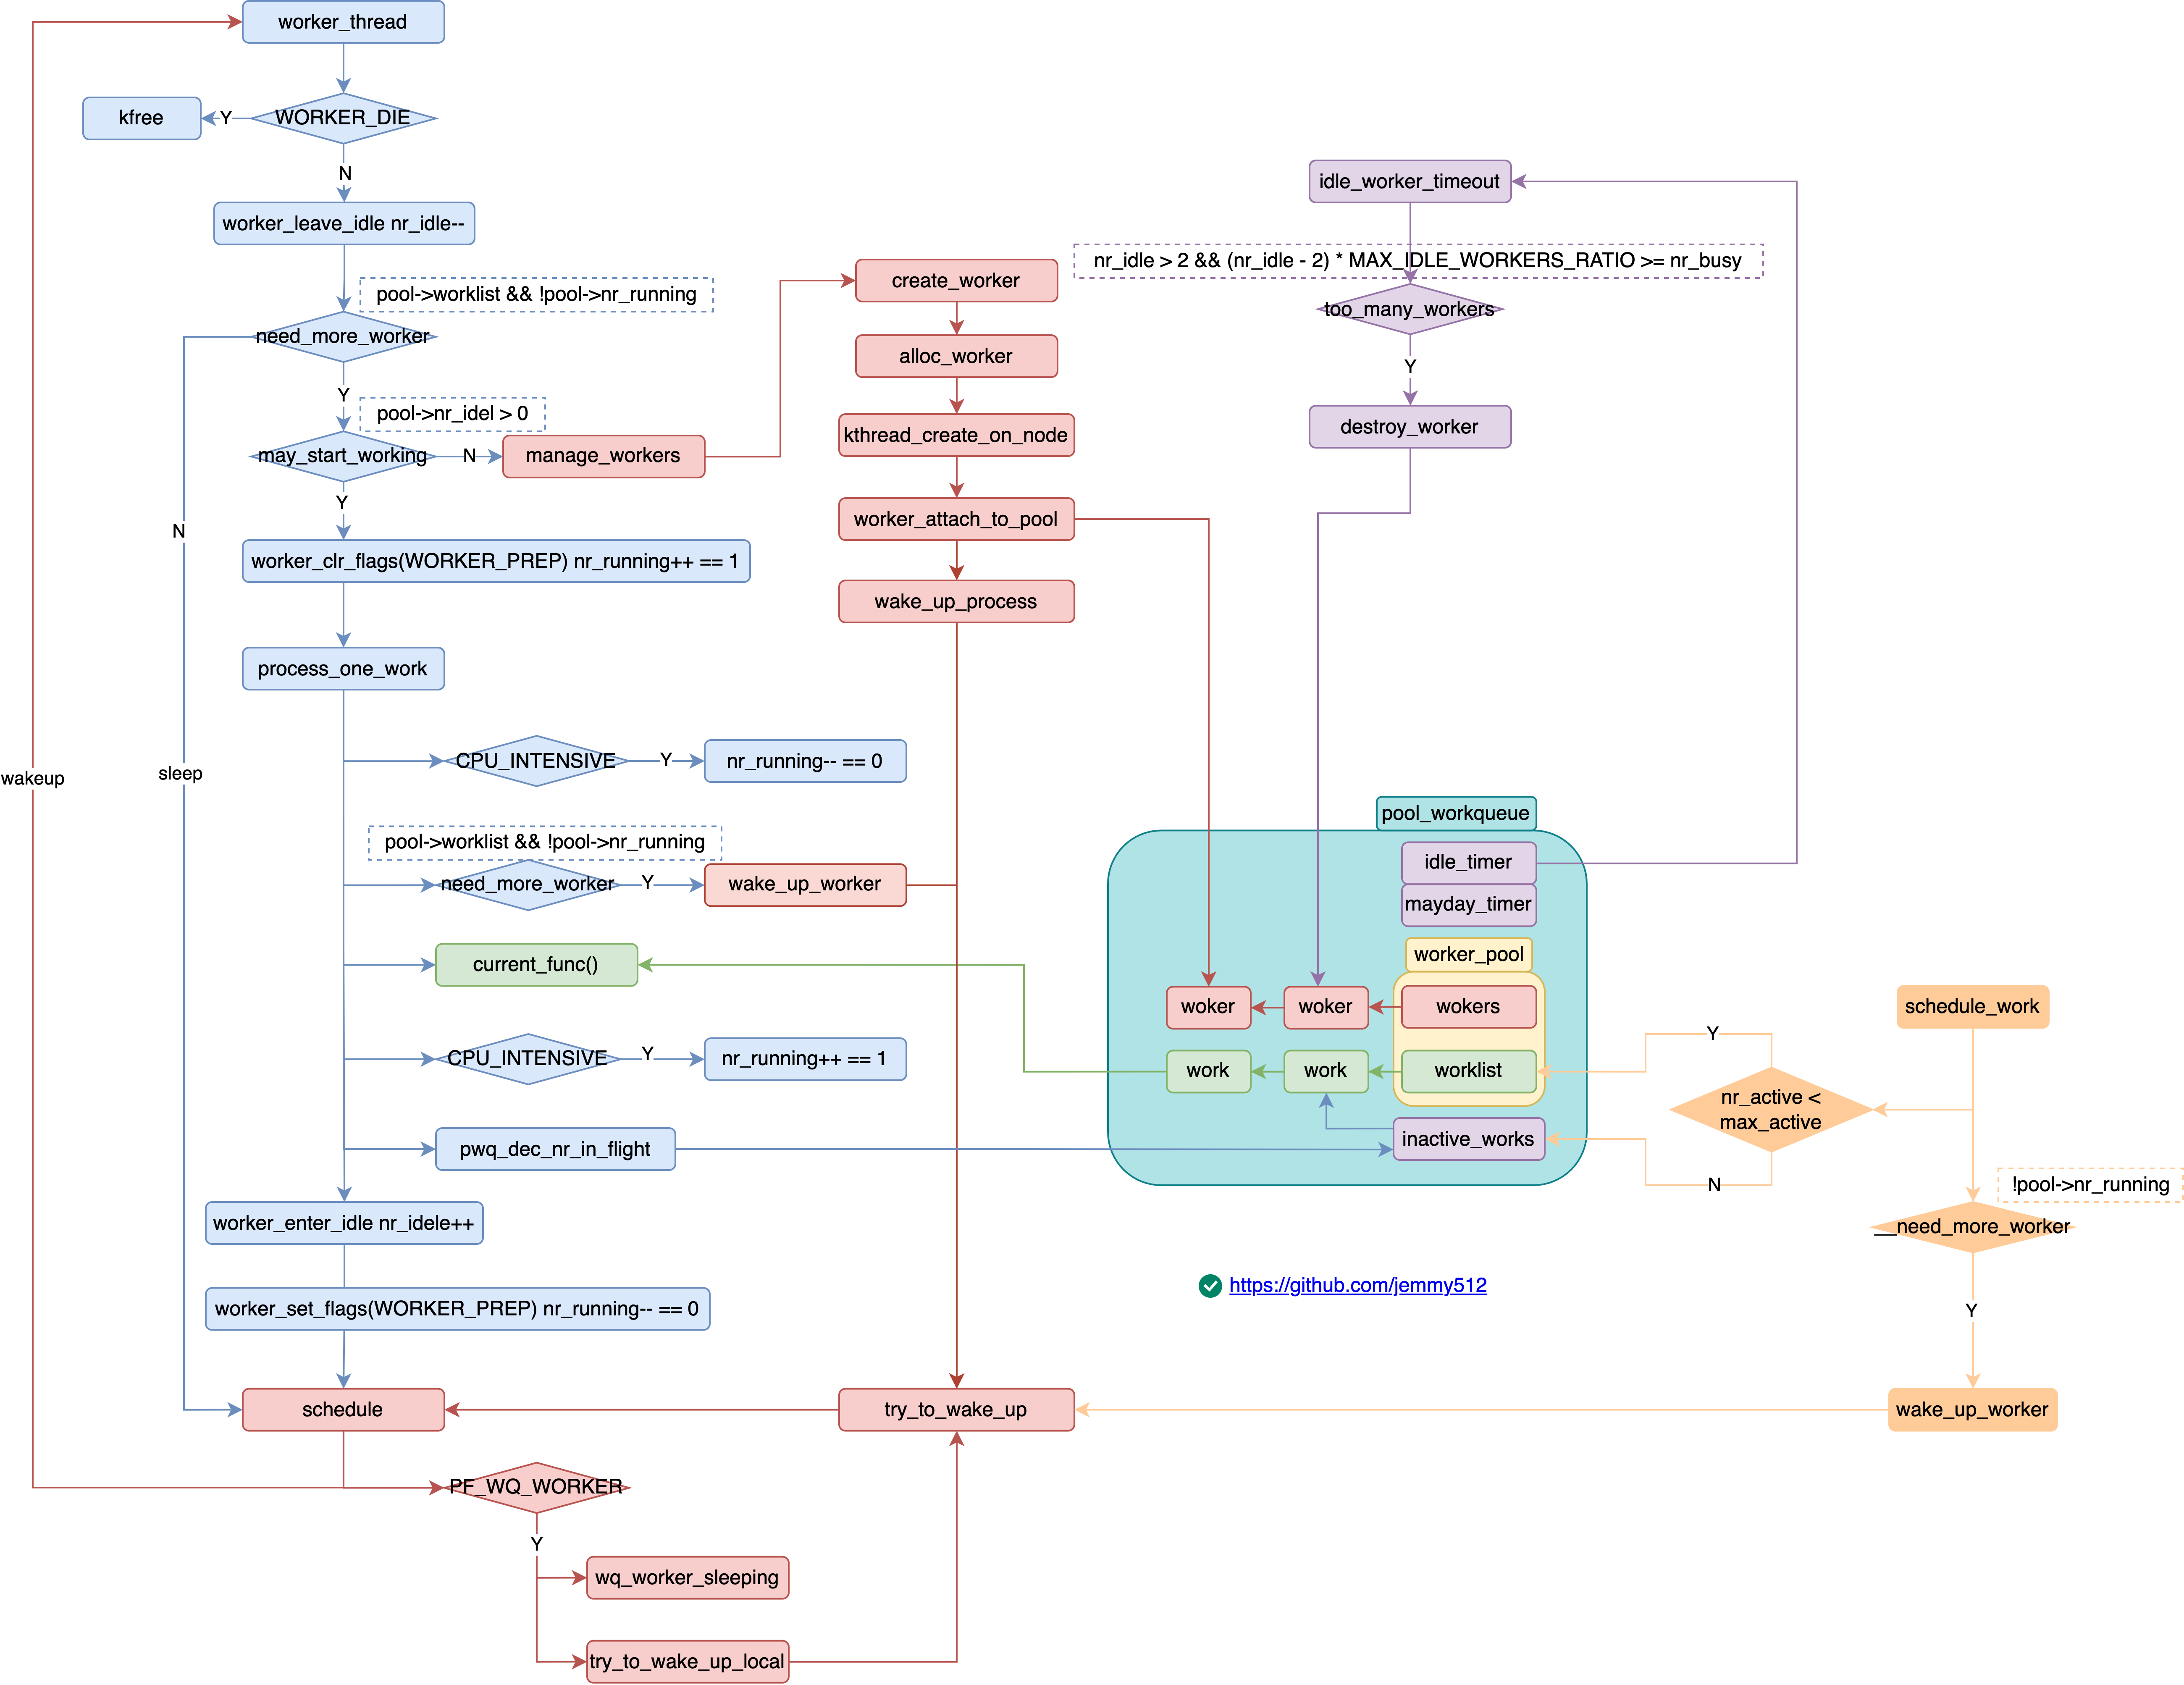 worker_thread
kfree
Y
WORKER_DIE
N
worker_leave_idle nr_idle--
pool->worklist && !pool->nr_running
need_more_worker
Y
pool->nr_idel > 0
may_start_working
N
manage_workers
Y
N
worker_clr_flags(WORKER_PREP) nr_running++ == 1
process_one_work
CPU_INTENSIVE
Y
nr_running-- == 0
wakeup
sleep
pool->worklist && !pool->nr_running
need_more_worker
Y
wake_up_worker
current_func()
CPU_INTENSIVE
Y
nr_running++ == 1
pwq_dec_nr_in_flight
worker_enter_idle nr_idele++
worker_set_flags(WORKER_PREP) nr_running-- == 0
schedule
PF_WQ_WORKER
Y
wq_worker_sleeping
try_to_wake_up_local
create_worker
alloc_worker
kthread_create_on_node
worker_attach_to_pool
wake_up_process
try_to_wake_up
idle_worker_timeout
nr_idle > 2 && (nr_idle - 2) * MAX_IDLE_WORKERS_RATIO >= nr_busy
too_many_workers
Y
destroy_worker
pool_workqueue
idle_timer
mayday_timer
worker_pool
woker
woker
wokers
work
work
worklist
inactive_works
https://github.com/jemmy512
schedule_work
Y
nr_active <
max_active
N
!pool->nr_running
__need_more_worker
Y
wake_up_worker